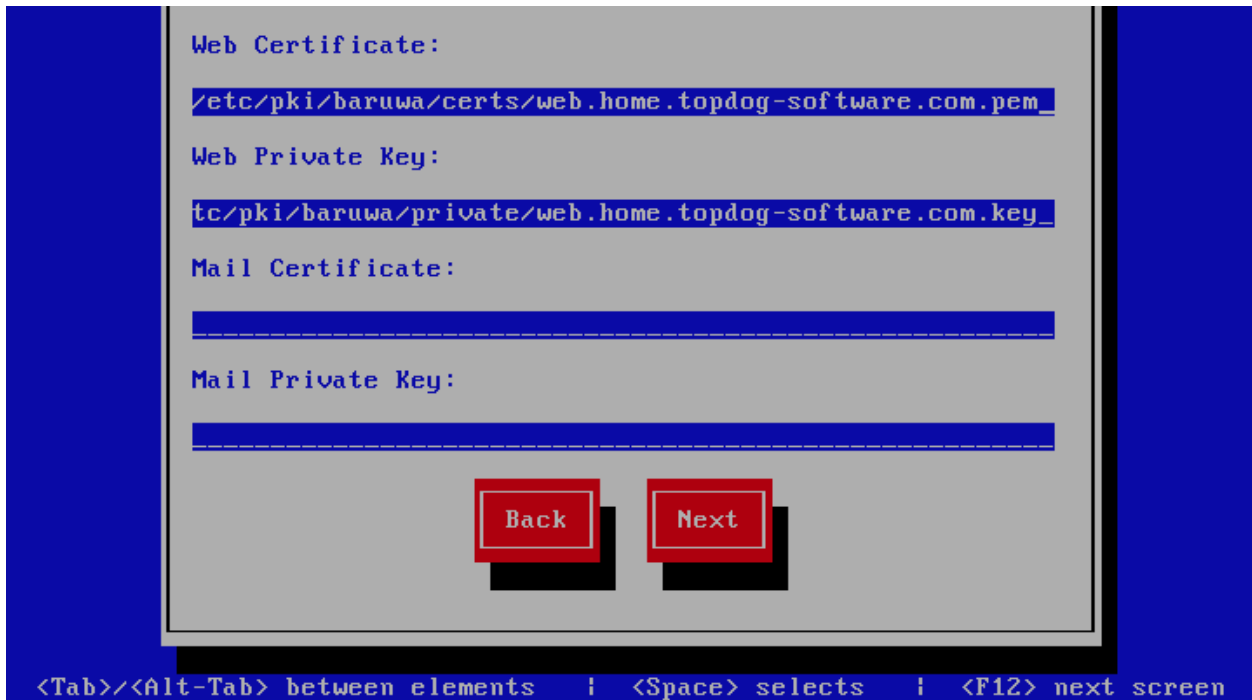 Web Certificate:
/etc/pki/baruwa/certs/web.home.topdog-software.com.pem_
Web Private Key:
tc/pki/baruwa/private/web.home.topdog-software.com.key_
Mail Certificate:
Mail Private Key:
Back Next
<Tab>/<Alt-Tab> between elements | <Space> selects | <F12> next screen